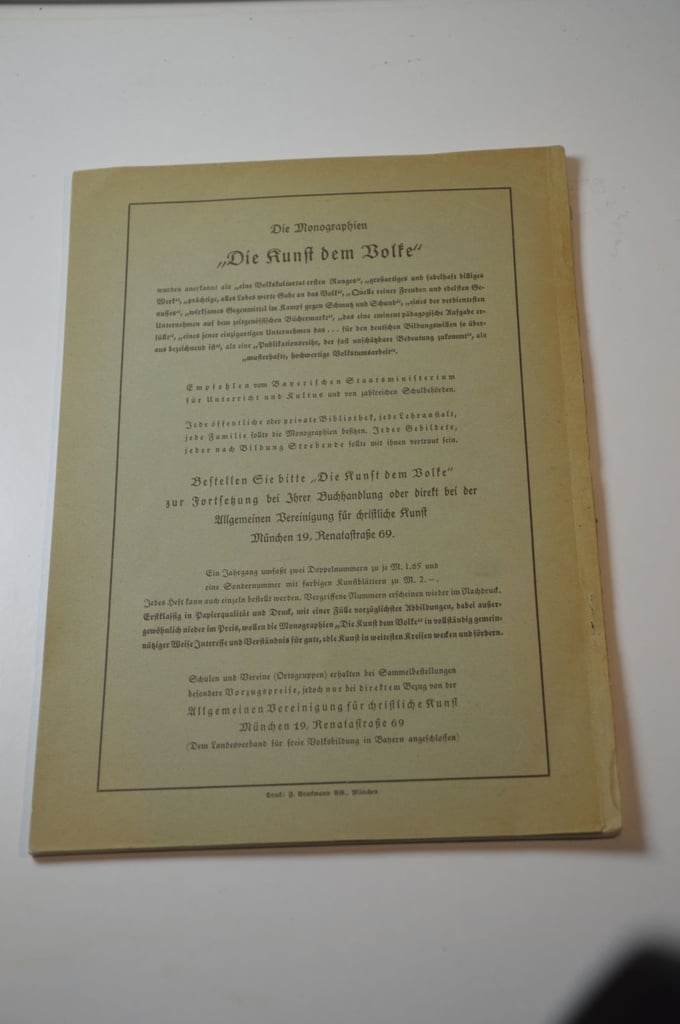 Die Monographien
„Die Kunst dem Volke“
wurden anerkannt als „eine Volkskulturtat ersten Ranges“, „großartiges und fabelhaft billiges
Werk“, „prächtige, alles Lobes werte Gabe an das Volk“, „Quelle reiner Freuden und edelsten Ge-
nusses“, „wirksames Gegenmittel im Kampf gegen Schmutz und Schund“, „eines der verdientesten
Unternehmen auf dem zeitgenössischen Büchermarkt“, „das eine eminent pädagogische Aufgabe er-
füllt“, „eines jener einzigartigen Unternehmen das ... für den deutschen Bildungswillen so über-
aus bezeichnend ist“, als eine „Publikationsreihe, der fast unschätzbare Bedeutung zukommt“, als
„musterhafte, hochwertige Volkstumsarbeit“.
Empfohlen vom Bayerischen Staatsministerium
für Unterricht und Kultus und von zahlreichen Schulbehörden.
Jede öffentliche oder private Bibliothek, jede Lehranstalt,
jede Familie sollte die Monographien besitzen. Jeder Gebildete,
jeder nach Bildung Strebende sollte mit ihnen vertraut sein.
Bestellen Sie bitte „Die Kunst dem Volke“
zur Fortsetzung bei Ihrer Buchhandlung oder direkt bei der
Allgemeinen Vereinigung für christliche Kunst
München 19, Renatastraße 69.
Ein Jahrgang umfaßt zwei Doppelnummern zu je M. 1.65 und
eine Sondernummer mit farbigen Kunstblättern zu M. 2.–.
Jedes Heft kann auch einzeln bestellt werden. Vergriffene Nummern erscheinen wieder im Nachdruck.
Erstklassig in Papierqualität und Druck, mit einer Fülle vorzüglichster Abbildungen, dabei außer-
gewöhnlich nieder im Preis, wollen die Monographien „Die Kunst dem Volke“ in vollständig gemein-
nütziger Weise Interesse und Verständnis für gute, edle Kunst in weitesten Kreisen wecken und fördern.
Schulen und Vereine (Ortsgruppen) erhalten bei Sammelbestellungen
besondere Vorzugspreise, jedoch nur bei direktem Bezug von der
Allgemeinen Vereinigung für christliche Kunst
München 19, Renatastraße 69
(Dem Landesverband für freie Volksbildung in Bayern angeschlossen)
Druck: F. Bruckmann AG., München